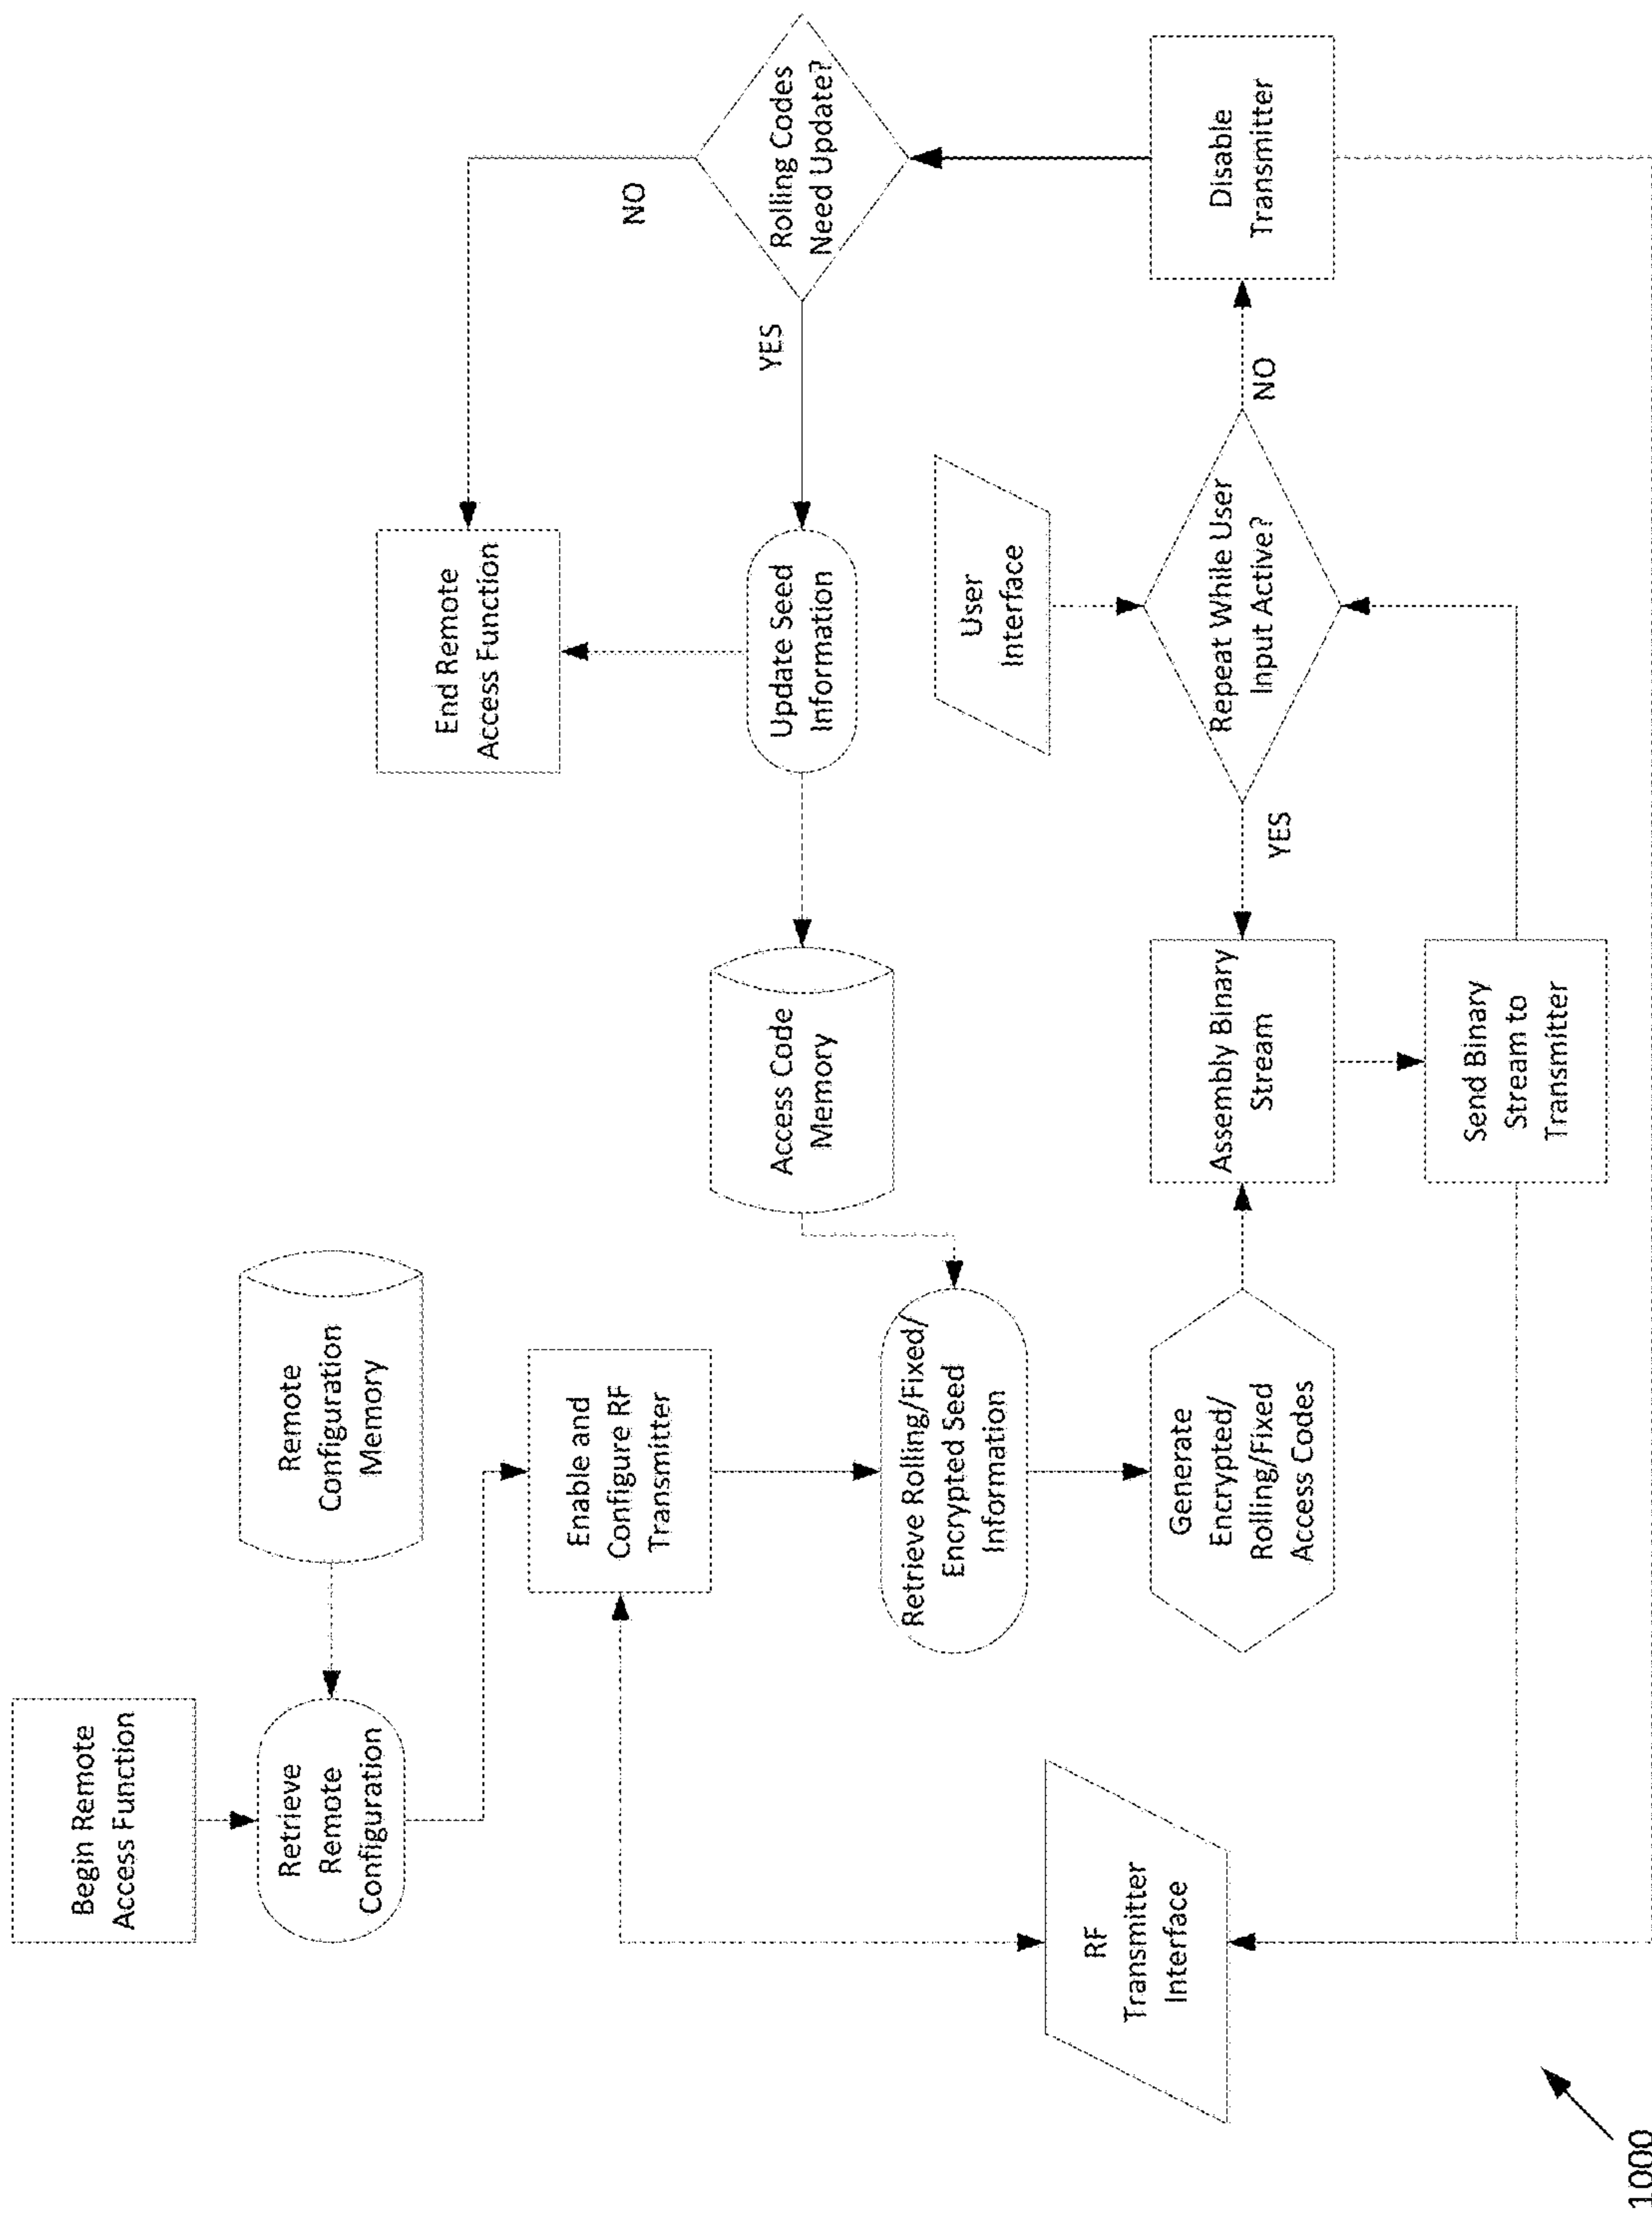 Begin Remote
Access Function
Retrieve
Remote
Configuration
Remote
Configuration
Memory
Enable and
Configure RF
Transmitter
RF
Transmitter
Interface
Retrieve Rolling/Fixed/
Encrypted Seed
Information
Generate
Encrypted/
Rolling/Fixed
Access Codes
Access Code
Memory
Assembly Binary
Stream
Send Binary
Stream to
Transmitter
End Remote
Access Function
Update Seed
Information
User
Interface
Repeat While User
Input Active?
YES
NO
Disable
Transmitter
Rolling Codes
Need Update?
YES
NO
1000